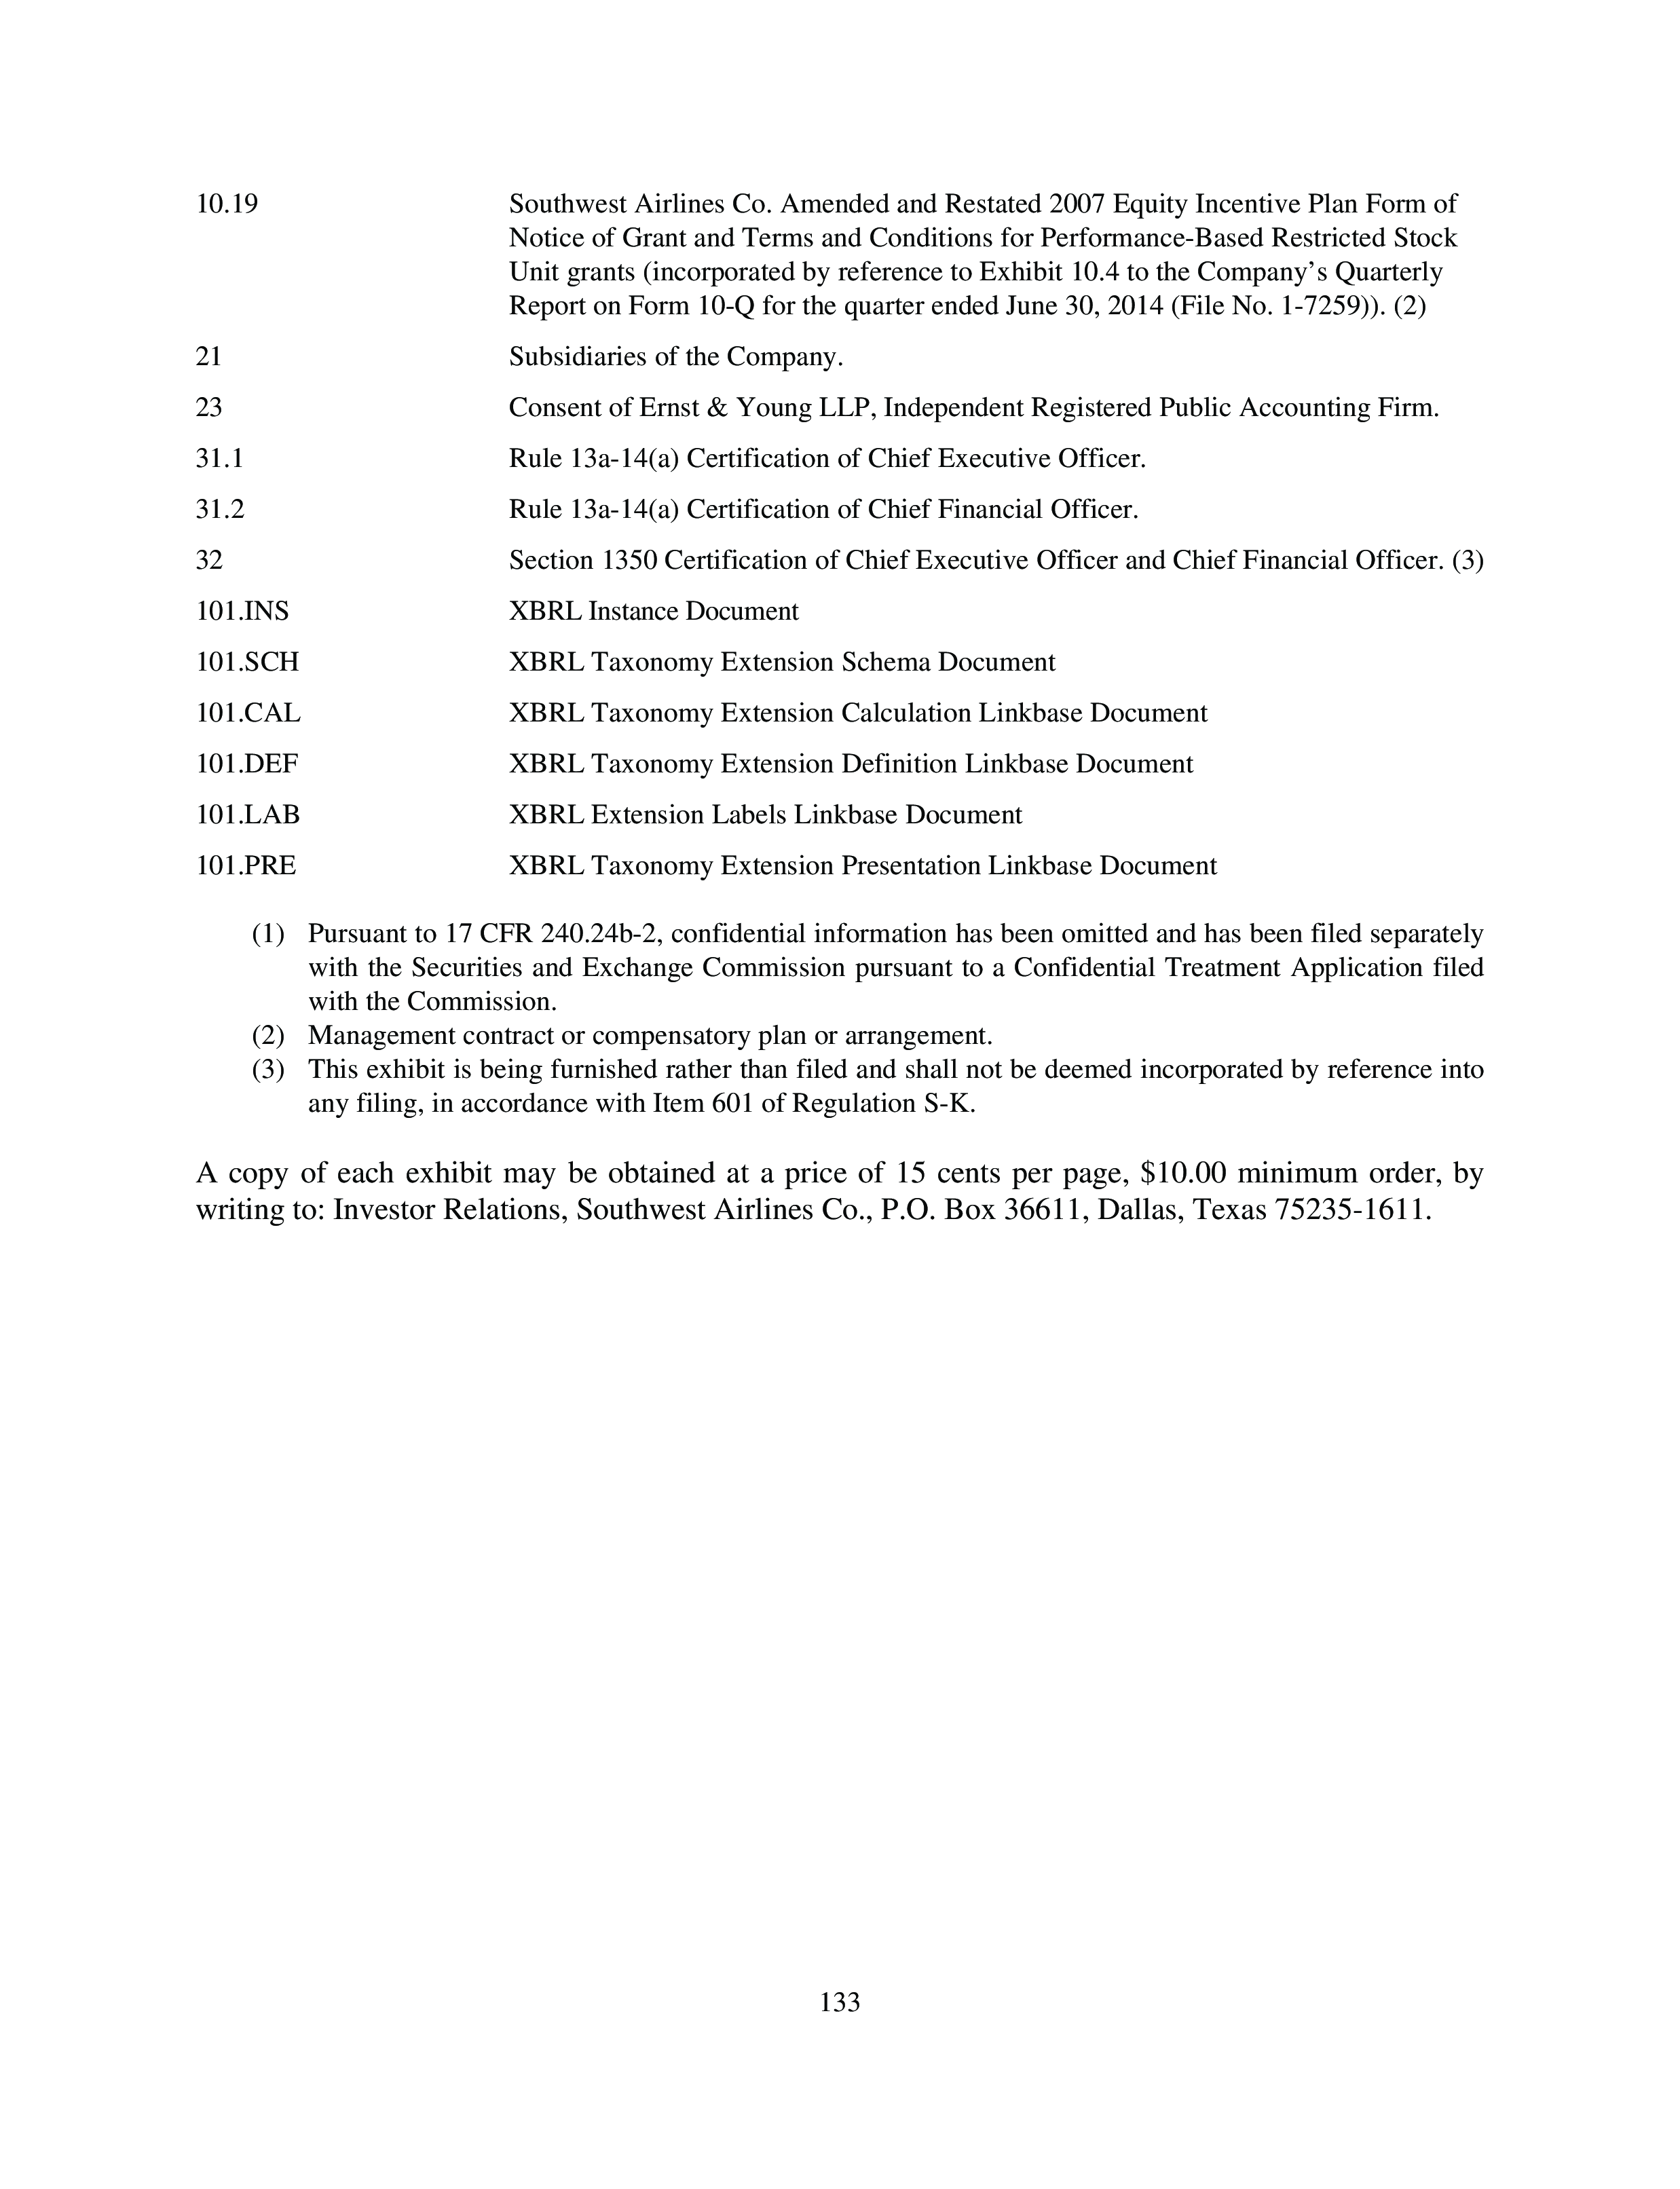 10.19 Southwest Airlines Co. Amended and Restated 2007 Equity Incentive Plan Form of
Notice of Grant and Terms and Conditions for Performance-Based Restricted Stock
Unit grants (incorporated by reference to Exhibit 10.4 to the Company’s Quarterly
Report on Form 10-Q for the quarter ended June 30, 2014 (File No. 1-7259)). (2)
21 Subsidiaries of the Company.
23 Consent of Ernst & Young LLP, Independent Registered Public Accounting Firm.
31.1 Rule 13a-14(a) Certification of Chief Executive Officer.
31.2 Rule 13a-14(a) Certification of Chief Financial Officer.
32 Section 1350 Certification of Chief Executive Officer and Chief Financial Officer. (3)
101.INS XBRL Instance Document
101.SCH XBRL Taxonomy Extension Schema Document
101.CAL XBRL Taxonomy Extension Calculation Linkbase Document
101.DEF XBRL Taxonomy Extension Definition Linkbase Document
101.LAB XBRL Extension Labels Linkbase Document
101.PRE XBRL Taxonomy Extension Presentation Linkbase Document
(1) Pursuant to 17 CFR 240.24b-2, confidential information has been omitted and has been filed separately
with the Securities and Exchange Commission pursuant to a Confidential Treatment Application filed
with the Commission.
(2) Management contract or compensatory plan or arrangement.
(3) This exhibit is being furnished rather than filed and shall not be deemed incorporated by reference into
any filing, in accordance with Item 601 of Regulation S-K.
A copy of each exhibit may be obtained at a price of 15 cents per page, $10.00 minimum order, by
writing to: Investor Relations, Southwest Airlines Co., P.O. Box 36611, Dallas, Texas 75235-1611.
133